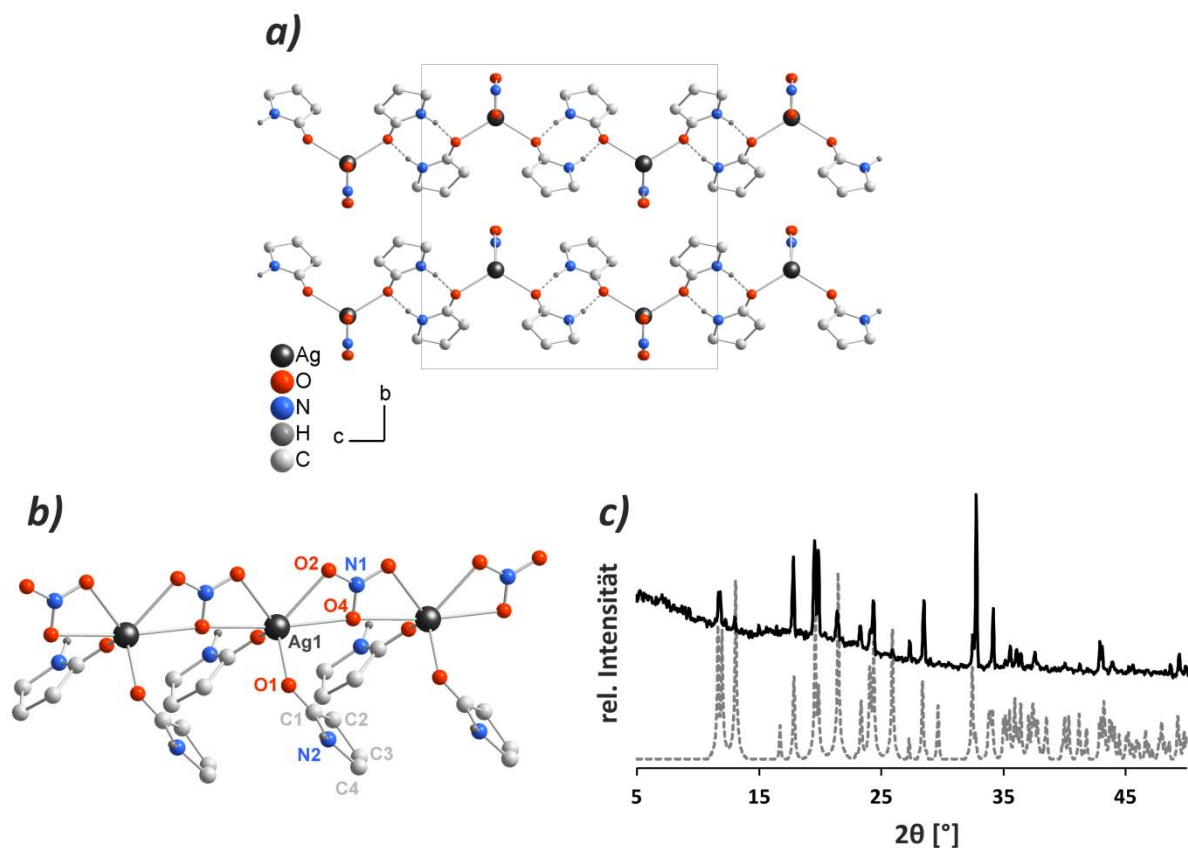 a)
Ag
O
N
H
C
b
c
b)
O2
N1
O4
Ag1
O1
C1
C2
N2
C3
C4
c)
rel. Intensität
5
15
25
35
45
2θ [°]